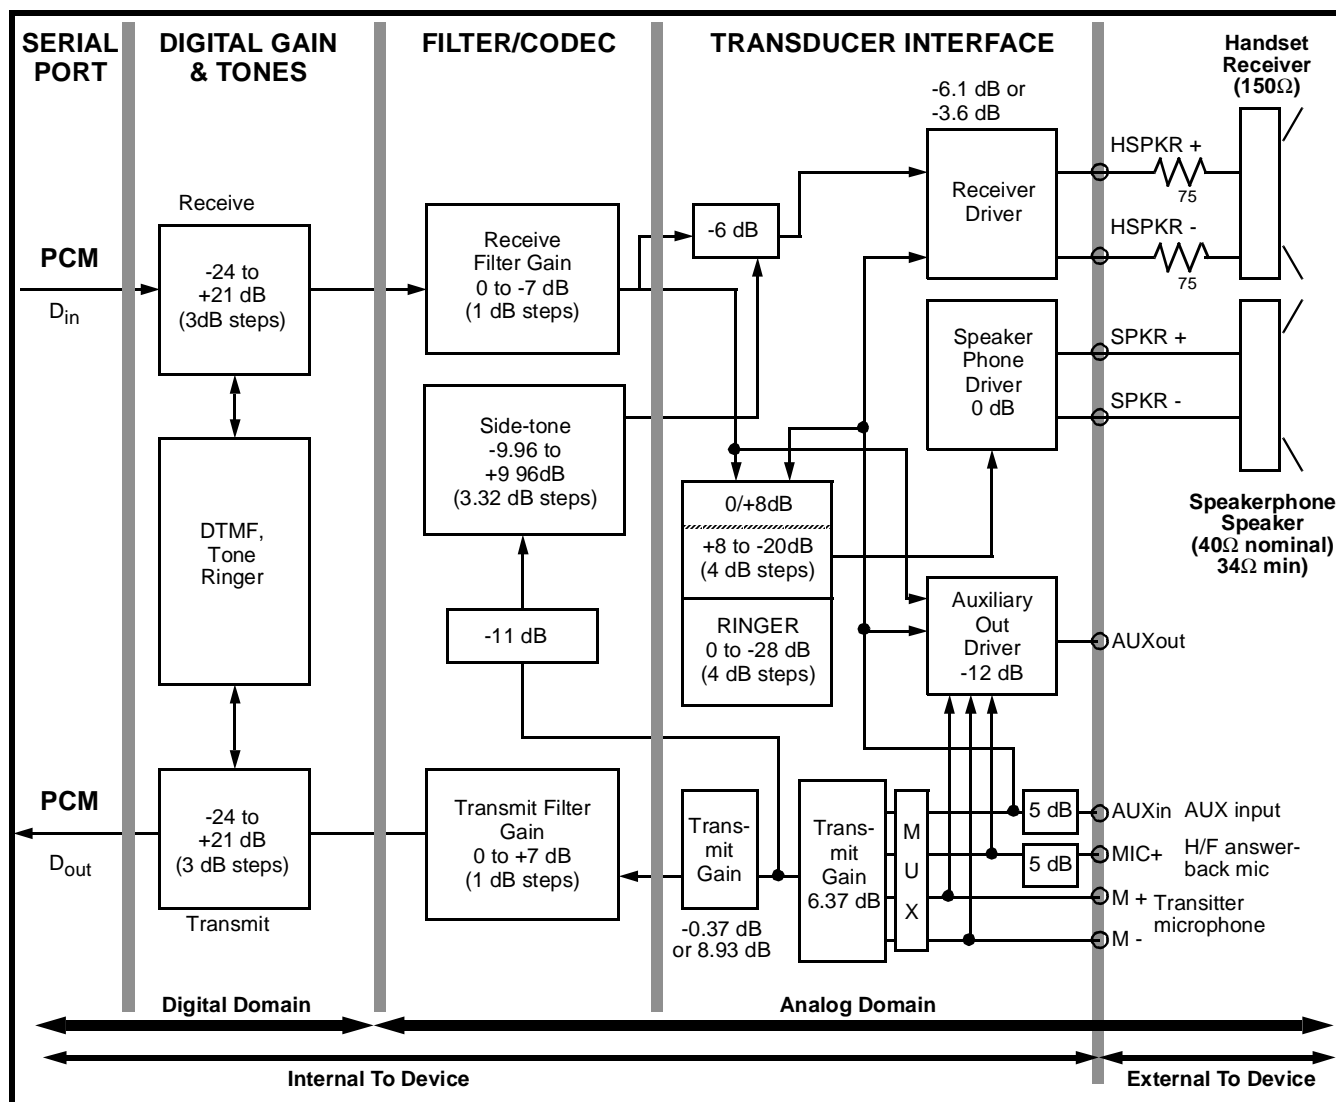 SERIAL
PORT
DIGITAL GAIN
& TONES
FILTER/CODEC
TRANSDUCER INTERFACE
Handset
Receiver
(150Ω)
-6.1 dB or
-3.6 dB
HSPKR +
75
Receiver
Driver
HSPKR -
75
Receive
PCM
Din
-24 to
+21 dB
(3dB steps)
Receive
Filter Gain
0 to -7 dB
(1 dB steps)
-6 dB
Speaker
Phone
Driver
0 dB
SPKR +
SPKR -
Side-tone
-9.96 to
+9 96dB
(3.32 dB steps)
DTMF,
Tone
Ringer
0/+8dB
+8 to -20dB
(4 dB steps)
RINGER
0 to -28 dB
(4 dB steps)
Speakerphone
Speaker
(40Ω nominal)
34Ω min)
-11 dB
Auxiliary
Out
Driver
-12 dB
AUXout
PCM
Dout
-24 to
+21 dB
(3 dB steps)
Transmit
Transmit Filter
Gain
0 to +7 dB
(1 dB steps)
Trans-
mit
Gain
-0.37 dB
or 8.93 dB
Trans-
mit
Gain
6.37 dB
M
U
X
5 dB
AUXin
AUX input
5 dB
MIC+
H/F answer-
back mic
M +
Transitter
microphone
M -
Digital Domain
Analog Domain
Internal To Device
External To Device